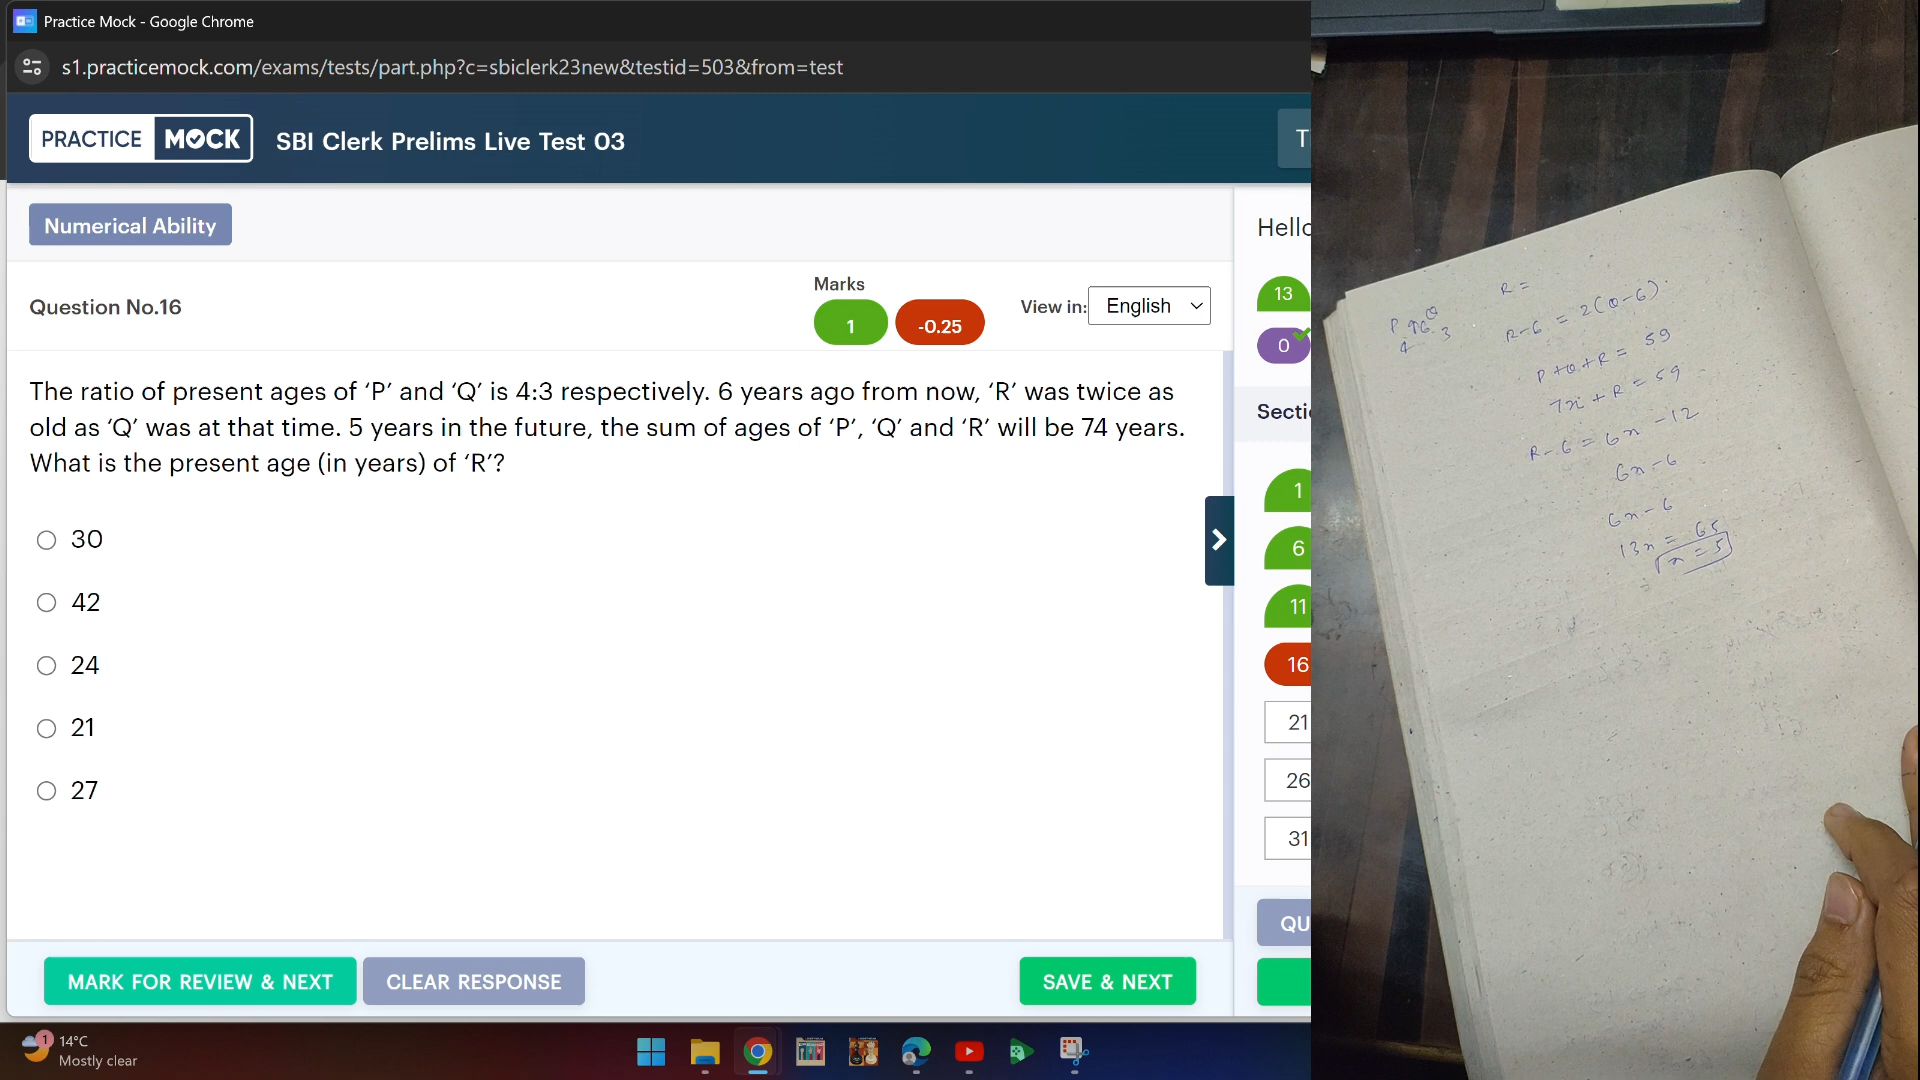 Practice Mock - Google Chrome
s1.practicemock.com/exams/tests/part.php?c=sbiclerk23new&testid=503&from=test
PRACTICE MOCK
SBI Clerk Prelims Live Test 03
T
Numerical Ability
Hello
Question No.16
Marks
1
-0.25
View in:
English
13
0
The ratio of present ages of ‘P’ and ‘Q’ is 4:3 respectively. 6 years ago from now, ‘R’ was twice as
old as ‘Q’ was at that time. 5 years in the future, the sum of ages of ‘P’, ‘Q’ and ‘R’ will be 74 years.
What is the present age (in years) of ‘R’?
30
42
24
21
27
Secti
1
6
11
16
21
26
31
QU
MARK FOR REVIEW & NEXT
CLEAR RESPONSE
SAVE & NEXT
1
14°C
Mostly clear
R =
P Q
4 3
R-6 = 2(Q-6)
P+Q+R = 59
7x + R = 59
R-6 = 6x - 12
6x-6
6x-6
13x = 65
x = 5